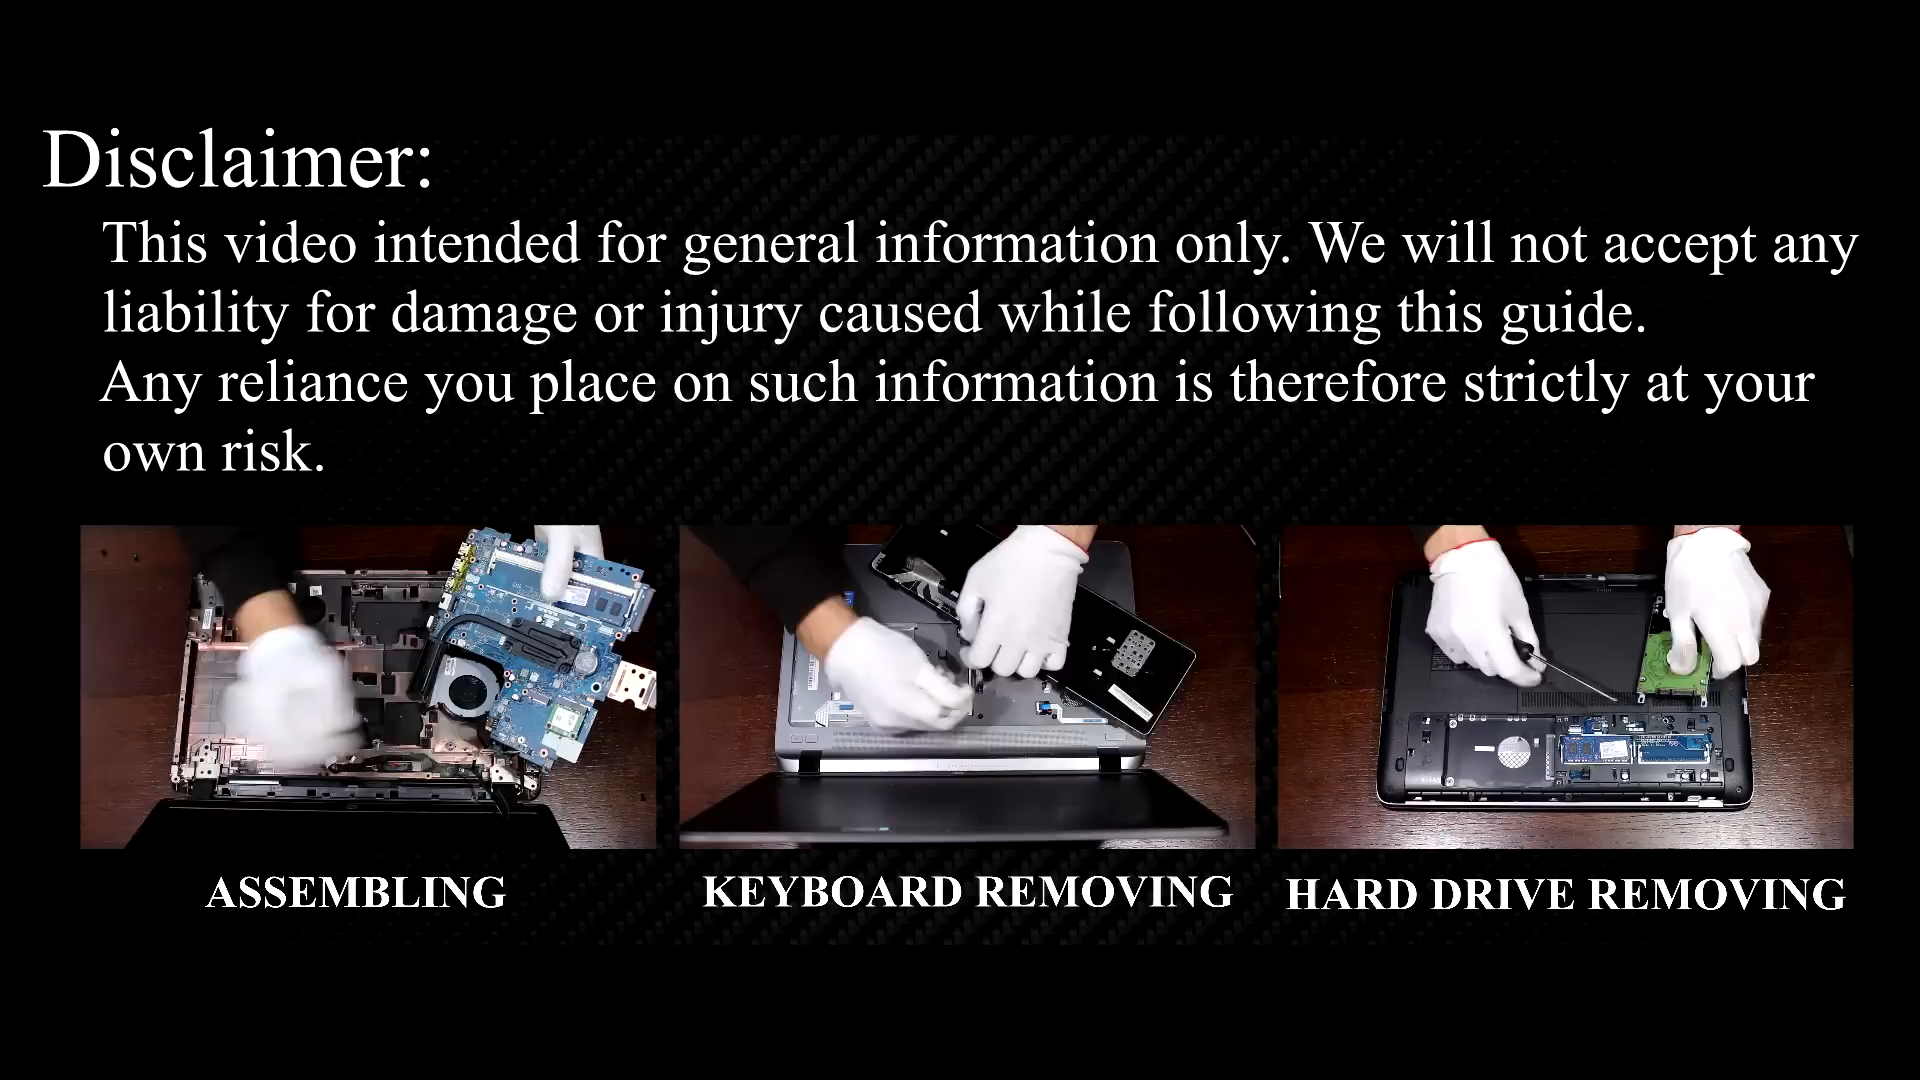 Disclaimer:
This video intended for general information only. We will not accept any
liability for damage or injury caused while following this guide.
Any reliance you place on such information is therefore strictly at your
own risk.
ASSEMBLING
KEYBOARD REMOVING
HARD DRIVE REMOVING